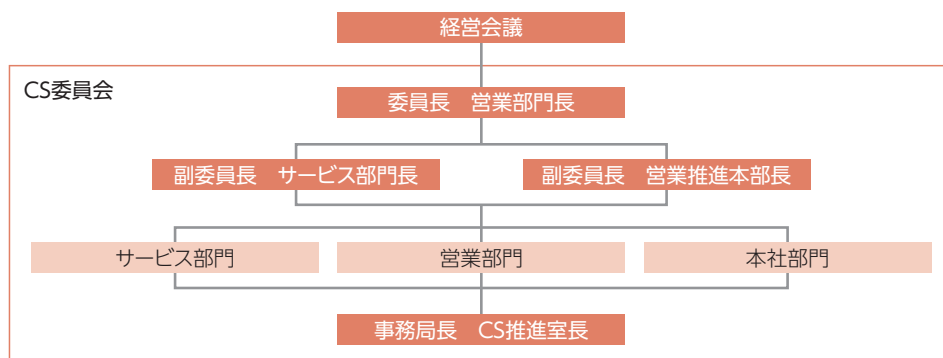 経営会議
CS委員会
委員長　営業部門長
副委員長　サービス部門長
副委員長　営業推進本部長
サービス部門
営業部門
本社部門
事務局長　CS推進室長